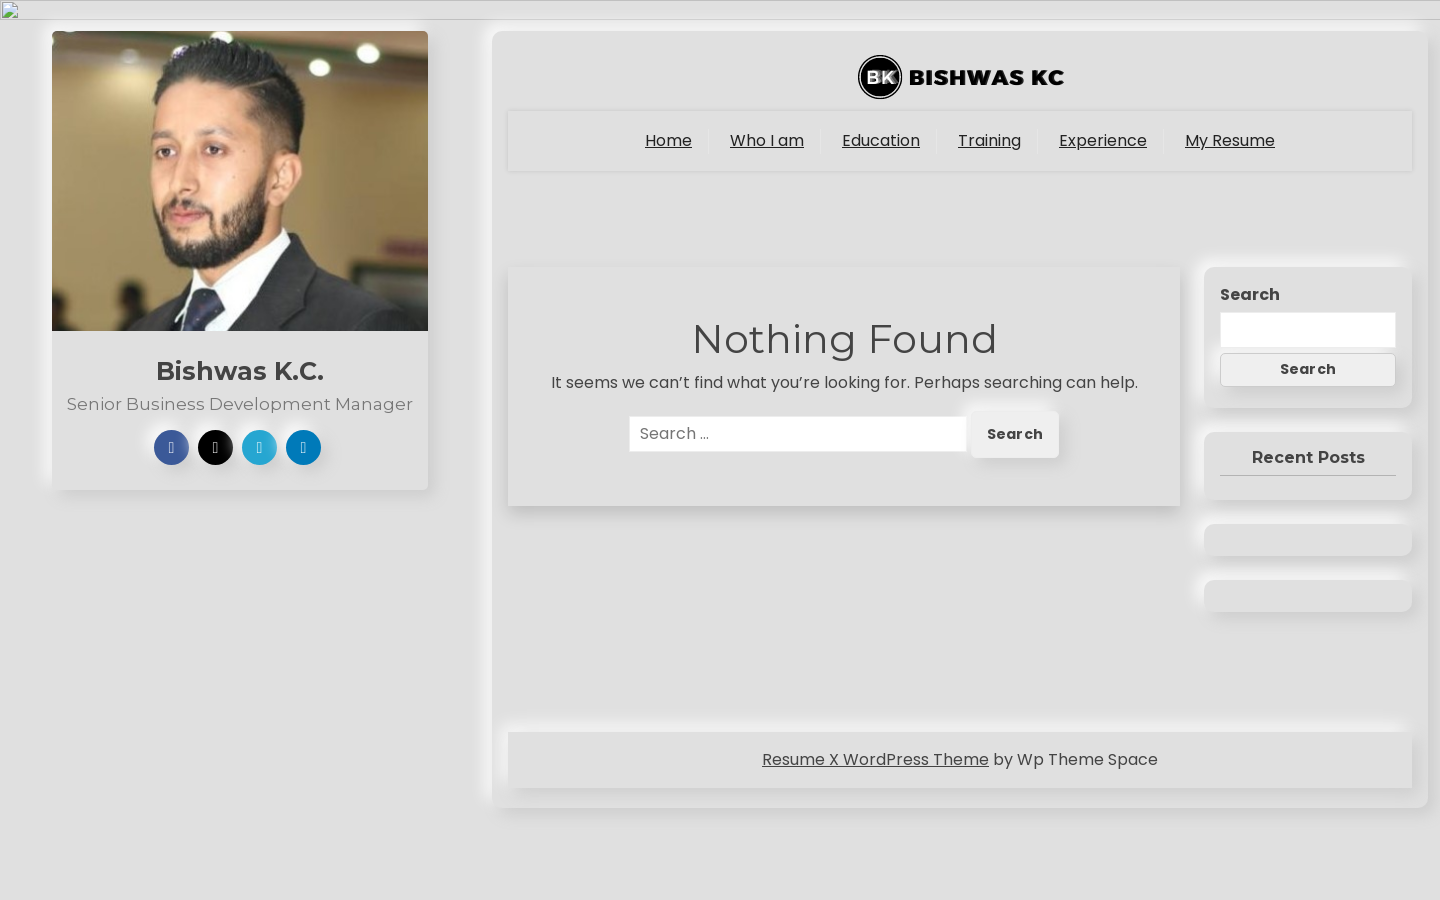 Bishwas K.C.
Senior Business Development Manager
BK BISHWAS KC
Home
Who I am
Education
Training
Experience
My Resume
Nothing Found
It seems we can’t find what you’re looking for. Perhaps searching can help.
Search ...
Search
Search
Search
Recent Posts
Resume X WordPress Theme by Wp Theme Space